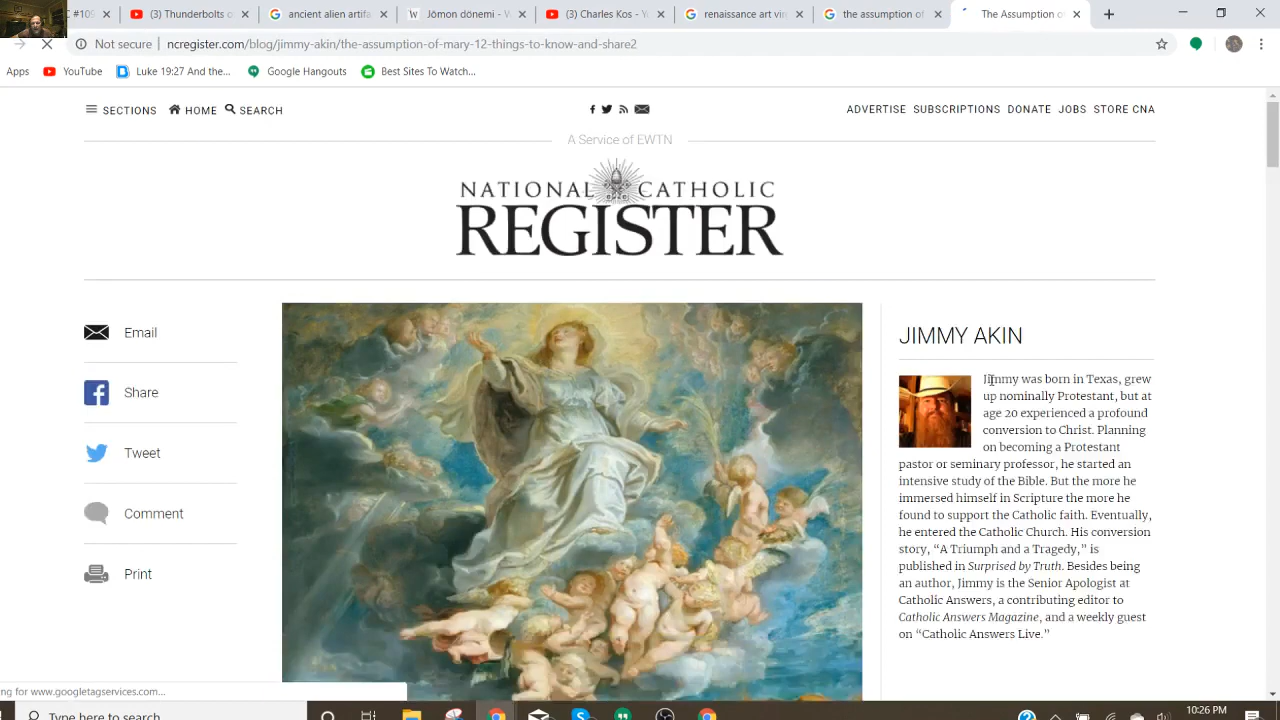 C #109
(3) Thunderbolts c
ancient alien artifa
(3) Charles Kos - Y
renaissance art vir
the assumption
The Assumption o
Not secure | ncregister.com/blog/jimmy-akin/the-assumption-of-mary-12-things-to-know-and-share2
Apps YouTube Luke 19:27 And the... Google Hangouts Best Sites To Watch...
SECTIONS HOME SEARCH
ADVERTISE SUBSCRIPTIONS DONATE JOBS STORE CNA
A Service of EWTN
NATIONAL CATHOLIC
REGISTER
Email
Share
Tweet
Comment
Print
JIMMY AKIN
Jimmy was born in Texas, grew
up nominally Protestant, but at
age 20 experienced a profound
conversion to Christ. Planning
on becoming a Protestant
pastor or seminary professor, he started an
intensive study of the Bible. But the more he
immersed himself in Scripture the more he
found to support the Catholic faith. Eventually,
he entered the Catholic Church. His conversion
story, “A Triumph and a Tragedy,” is
published in Surprised by Truth. Besides being
an author, Jimmy is the Senior Apologist at
Catholic Answers, a contributing editor to
Catholic Answers Magazine, and a weekly guest
on “Catholic Answers Live.”
ng for www.googletagservices.com...
Type here to search
10:26 PM